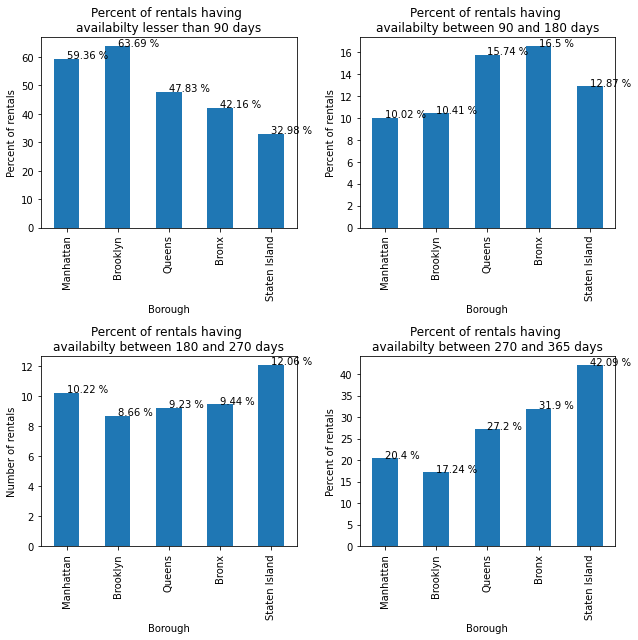 Percent of rentals having
availabilty lesser than 90 days
Percent of rentals
60
50
40
30
20
10
0
59.36 %
63.69 %
47.83 %
42.16 %
32.98 %
Manhattan
Brooklyn
Queens
Bronx
Staten Island
Borough
Percent of rentals having
availabilty between 90 and 180 days
Percent of rentals
16
14
12
10
8
6
4
2
0
10.02 %
10.41 %
15.74 %
16.5 %
12.87 %
Manhattan
Brooklyn
Queens
Bronx
Staten Island
Borough
Percent of rentals having
availabilty between 180 and 270 days
Number of rentals
12
10
8
6
4
2
0
10.22 %
8.66 %
9.23 %
9.44 %
12.06 %
Manhattan
Brooklyn
Queens
Bronx
Staten Island
Borough
Percent of rentals having
availabilty between 270 and 365 days
Percent of rentals
40
35
30
25
20
15
10
5
0
20.4 %
17.24 %
27.2 %
31.9 %
42.09 %
Manhattan
Brooklyn
Queens
Bronx
Staten Island
Borough